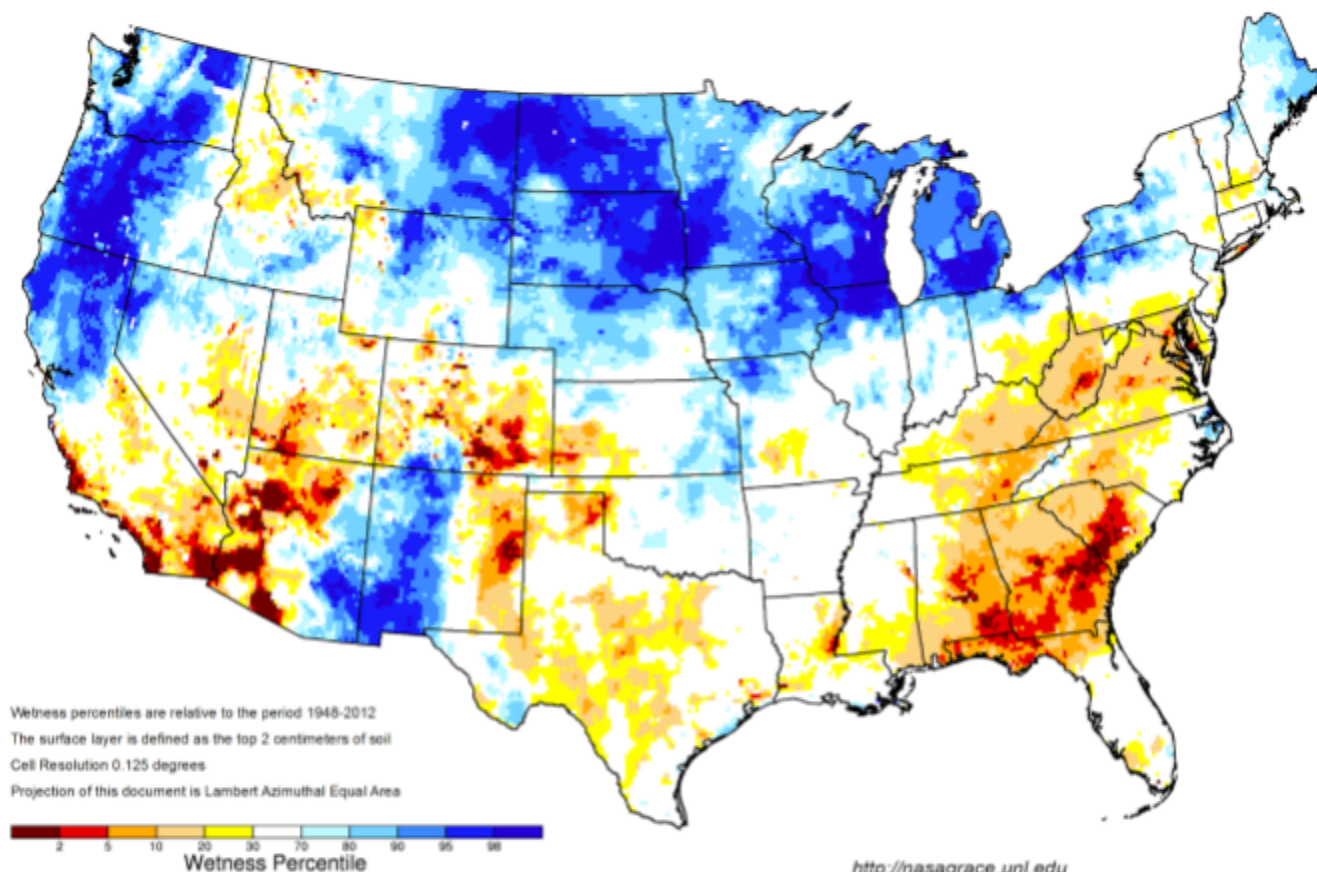 Wetness percentiles are relative to the period 1948-2012
The surface layer is defined as the top 2 centimeters of soil
Cell Resolution 0.125 degrees
Projection of this document is Lambert Azimuthal Equal Area
2 5 10 20 30 70 80 90 95 98
Wetness Percentile
http://nasagrace.unl.edu